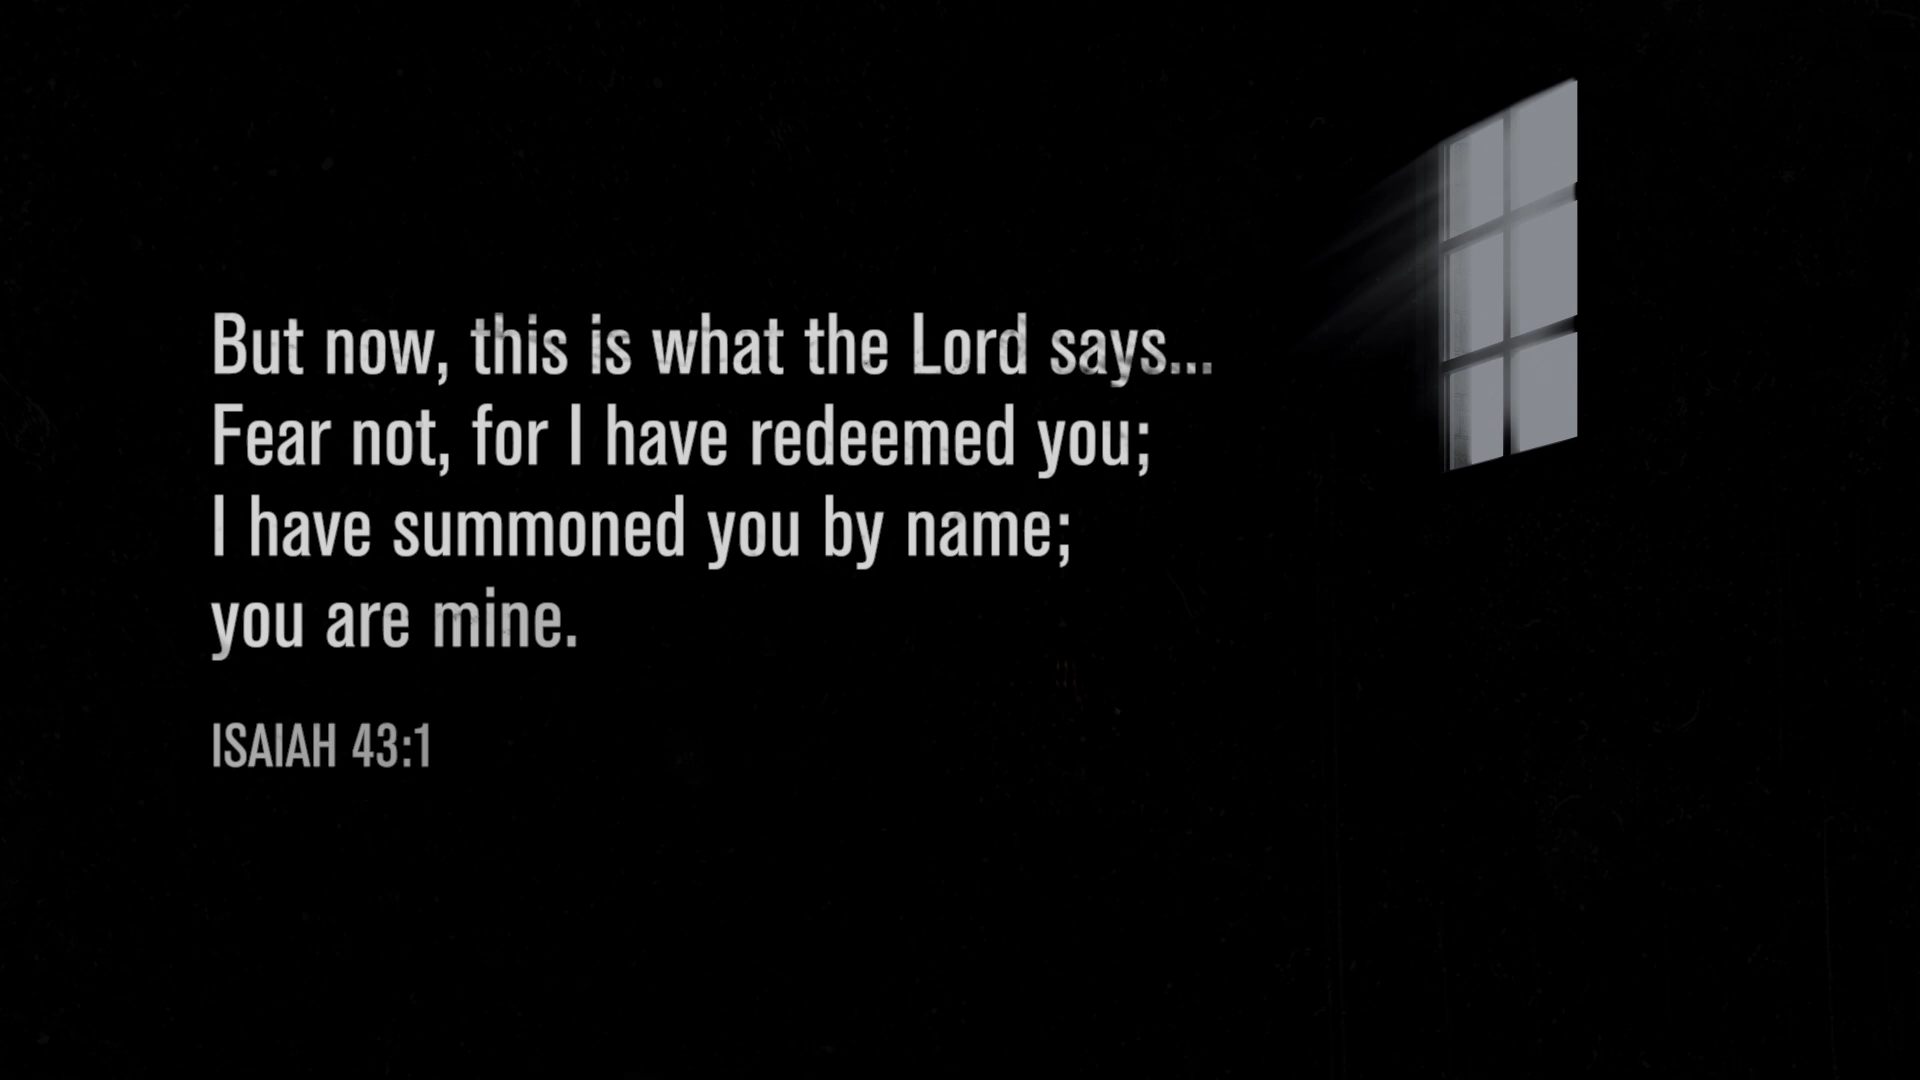 But now, this is what the Lord says...
Fear not, for I have redeemed you;
I have summoned you by name;
you are mine.
ISAIAH 43:1